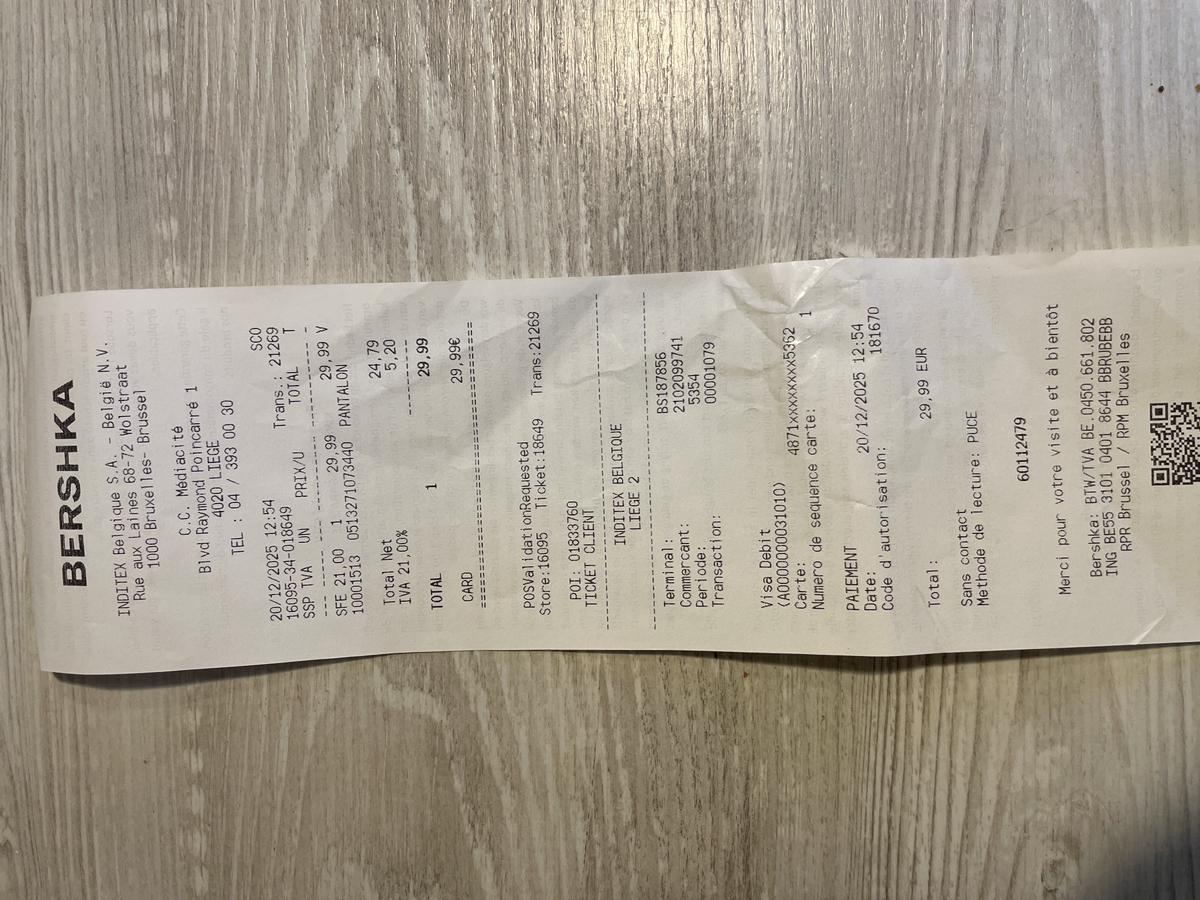 BERSHKA
INDITEX Belgique S.A. - België N.V.
Rue aux Laines 68-72 Wolstraat
1000 Bruxelles- Brussel
C.C. Médiacité
Blvd Raymond Poincarré 1
4020 LIEGE
TEL : 04 / 393 00 30
SCO
20/12/2025 12:54 Trans.: 21269
16095-34-018649
SSP TVA UN PRIX/U TOTAL T
SFE 21,00 1 29,99 29,99 V
10001513 0513271073440 PANTALON
Total Net 24,79
IVA 21,00% 5,20
TOTAL 1 29,99
CARD 29,99€
POSValidationRequested
Store:16095 Ticket:18649 Trans:21269
POI: 01833760
TICKET CLIENT
INDITEX BELGIQUE
LIEGE 2
Terminal: BS187856
Commercant: 2102099741
Periode: 5354
Transaction: 00001079
Visa Debit
(A0000000031010)
Carte: 4871xxxxxxxxx5362
Numero de sequence carte: 1
PAIEMENT
Date: 20/12/2025 12:54
Code d'autorisation: 181670
Total: 29,99 EUR
Sans contact
Methode de lecture: PUCE
60112479
Merci pour votre visite et à bientôt
Bershka: BTW/TVA BE.0450.661.802
ING BE55 3101 0401 8644 BBRUBEBB
RPR Brussel / RPM Bruxelles